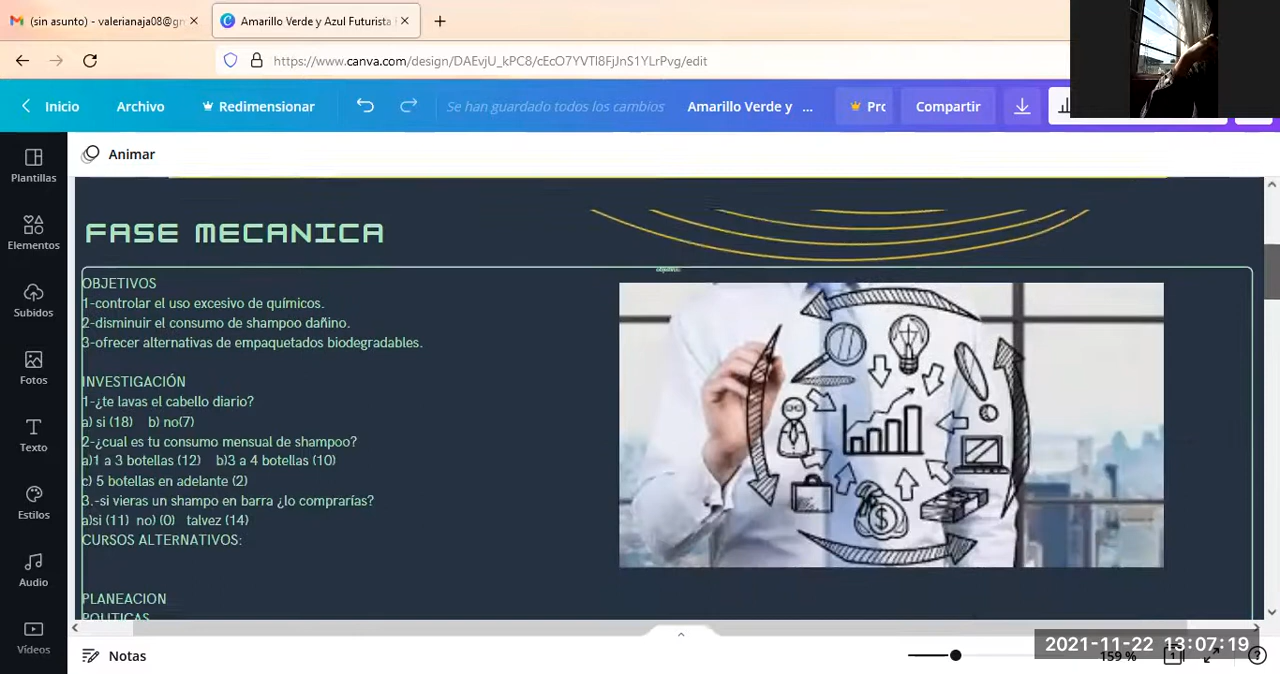 (sin asunto) - valerianaja08@gr
Amarillo Verde y Azul Futurista
https://www.canva.com/design/DAEvjU_kPC8/cEcO7YVTI8FjJnS1YLrPvg/edit
Inicio
Archivo
Redimensionar
Se han guardado todos los cambios
Amarillo Verde y ...
Pro
Compartir
Plantillas
Elementos
Subidos
Fotos
Texto
Estilos
Audio
Vídeos
Animar
FASE MECANICA
OBJETIVOS
1-controlar el uso excesivo de químicos.
2-disminuir el consumo de shampoo dañino.
3-ofrecer alternativas de empaquetados biodegradables.
INVESTIGACIÓN
1-¿te lavas el cabello diario?
a) si (18) b) no(7)
2-¿cual es tu consumo mensual de shampoo?
a)1 a 3 botellas (12) b)3 a 4 botellas (10)
c) 5 botellas en adelante (2)
3.-si vieras un shampo en barra ¿lo comprarías?
a)si (11) no) (0) talvez (14)
CURSOS ALTERNATIVOS:
PLANEACION
POLITICAS
Notas
2021-11-22 13:07:19
159 %
1